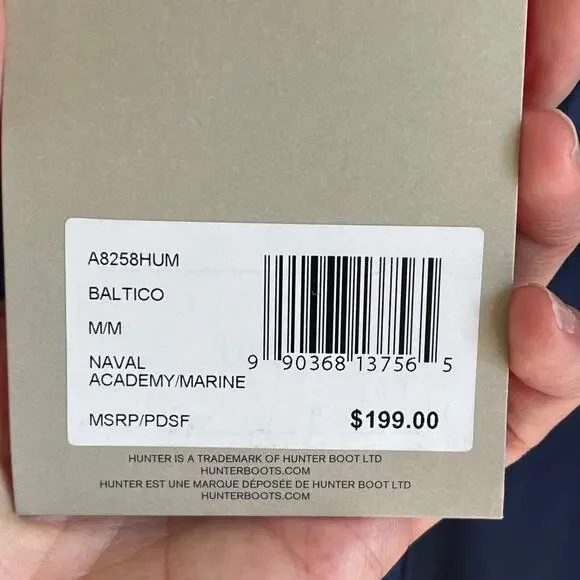 A8258HUM
BALTICO
M/M
NAVAL
ACADEMY/MARINE
9 90368 13756 5
MSRP/PDSF $199.00
HUNTER IS A TRADEMARK OF HUNTER BOOT LTD
HUNTERBOOTS.COM
HUNTER EST UNE MARQUE DÉPOSÉE DE HUNTER BOOT LTD
HUNTERBOOTS.COM